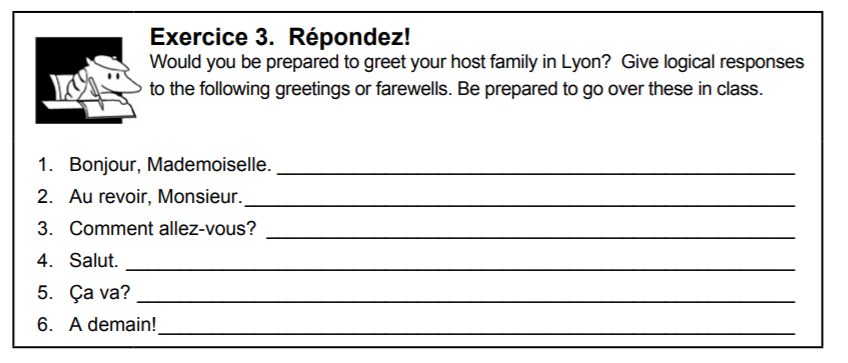 Exercice 3. Répondez!
Would you be prepared to greet your host family in Lyon? Give logical responses
to the following greetings or farewells. Be prepared to go over these in class.
1. Bonjour, Mademoiselle.
2. Au revoir, Monsieur.
3. Comment allez-vous?
4. Salut.
5. Ça va?
6. A demain!